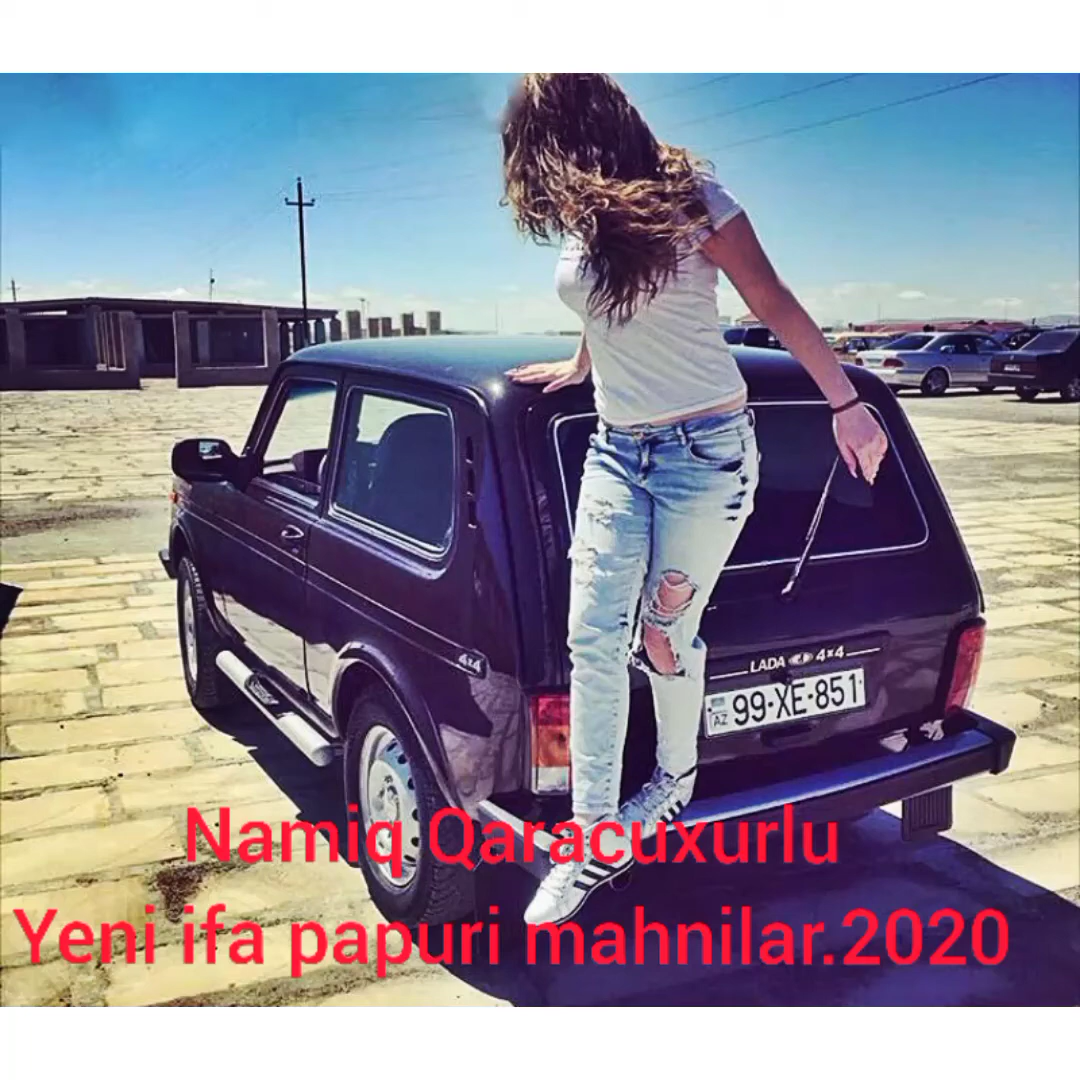 4x4
LADA 4x4
AZ 99-XE-851
Namiq Qaracuxurlu
Yeni ifa papuri mahnilar.2020